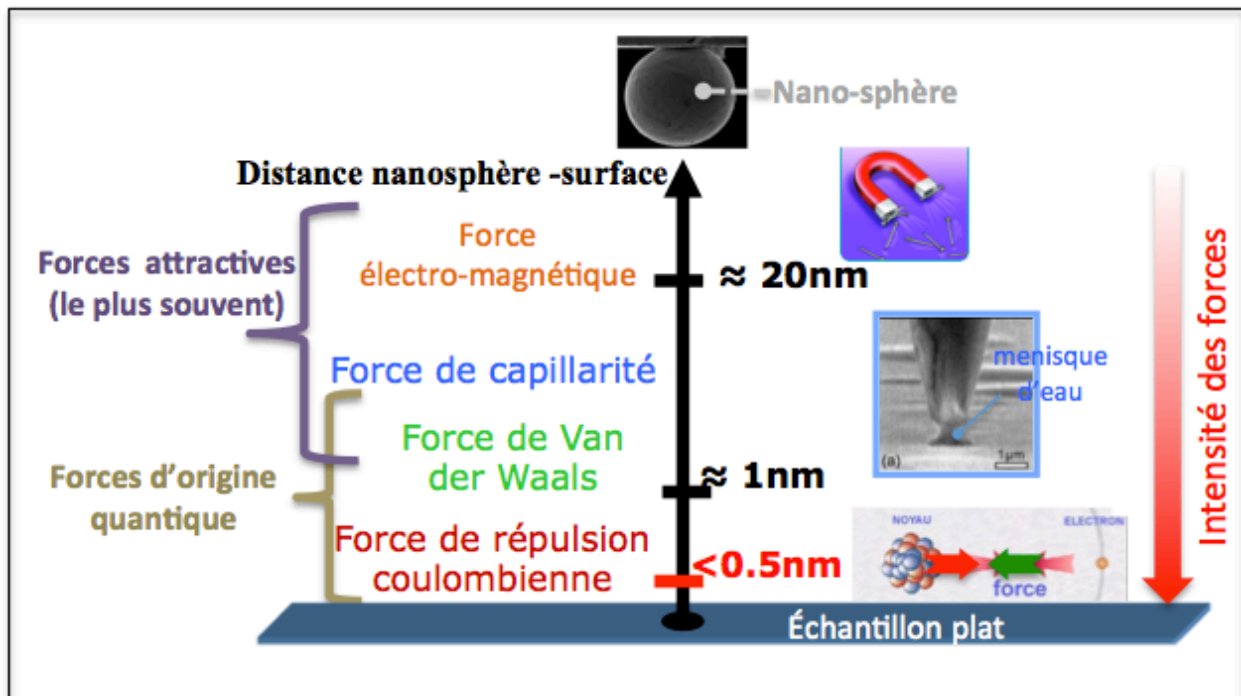 Nano-sphère
Distance nanosphère -surface
Forces attractives
(le plus souvent)
Force
électro-magnétique
≈ 20nm
Force de capillarité
menisque
d'eau
(a)
1µm
Force de Van
der Waals
≈ 1nm
Forces d'origine
quantique
Force de répulsion
coulombienne
<0.5nm
NOYAU
ELECTRON
force
Échantillon plat
Intensité des forces